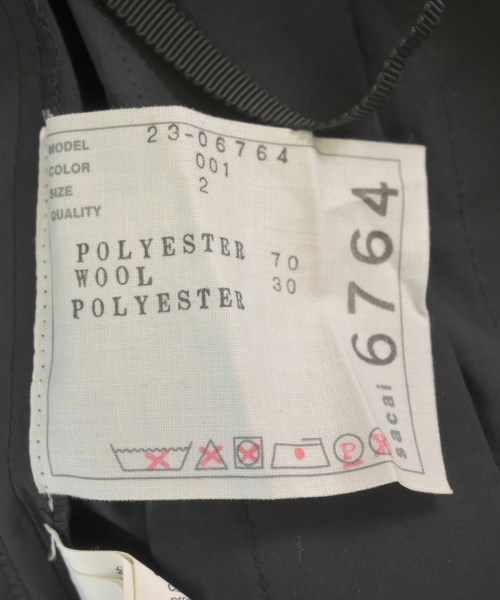 MODEL 23-06764
COLOR 001
SIZE 2
QUALITY
POLYESTER 70
WOOL 30
POLYESTER
sacai 6764
P